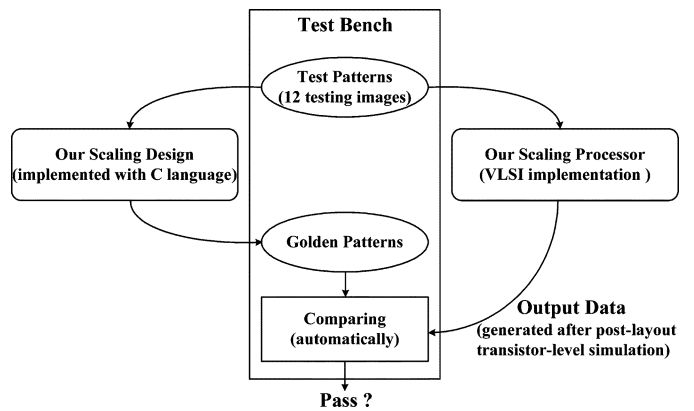 Test Bench
Test Patterns
(12 testing images)
Our Scaling Design
(implemented with C language)
Our Scaling Processor
(VLSI implementation )
Golden Patterns
Comparing
(automatically)
Output Data
(generated after post-layout
transistor-level simulation)
Pass ?